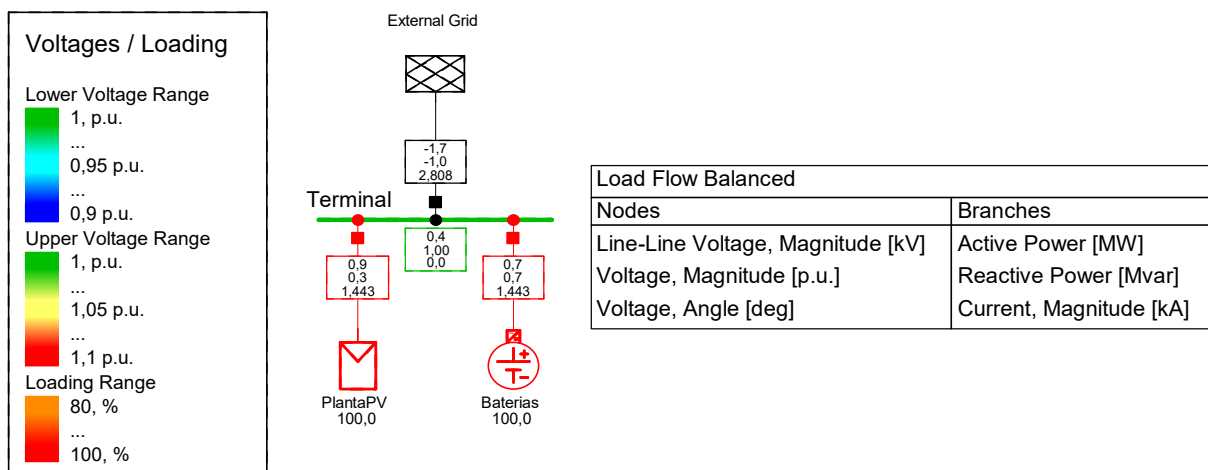 Voltages / Loading
Lower Voltage Range
1, p.u.
...
0,95 p.u.
...
0,9 p.u.
Upper Voltage Range
1, p.u.
...
1,05 p.u.
...
1,1 p.u.
Loading Range
80, %
...
100, %
External Grid
-1,7
-1,0
2,808
Terminal
0,4
1,00
0,0
0,9
0,3
1,443
0,7
0,7
1,443
PlantaPV
100,0
Baterias
100,0
Load Flow Balanced
Nodes Branches
Line-Line Voltage, Magnitude [kV] Active Power [MW]
Voltage, Magnitude [p.u.] Reactive Power [Mvar]
Voltage, Angle [deg] Current, Magnitude [kA]